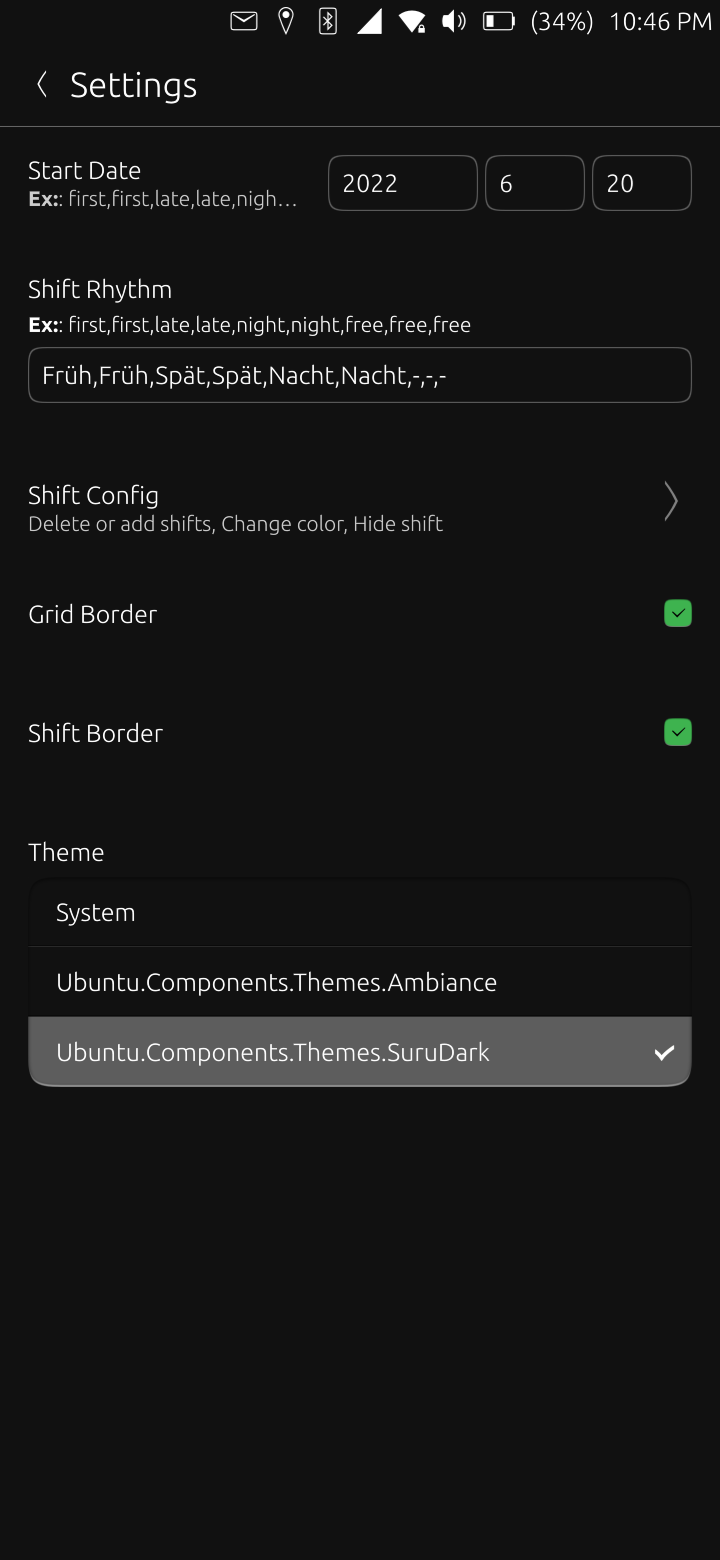 (34%) 10:46 PM
Settings
Start Date
Ex:: first,first,late,late,nigh...
2022 6 20
Shift Rhythm
Ex:: first,first,late,late,night,night,free,free,free
Früh,Früh,Spät,Spät,Nacht,Nacht,-,-,-
Shift Config
Delete or add shifts, Change color, Hide shift
Grid Border
Shift Border
Theme
System
Ubuntu.Components.Themes.Ambiance
Ubuntu.Components.Themes.SuruDark